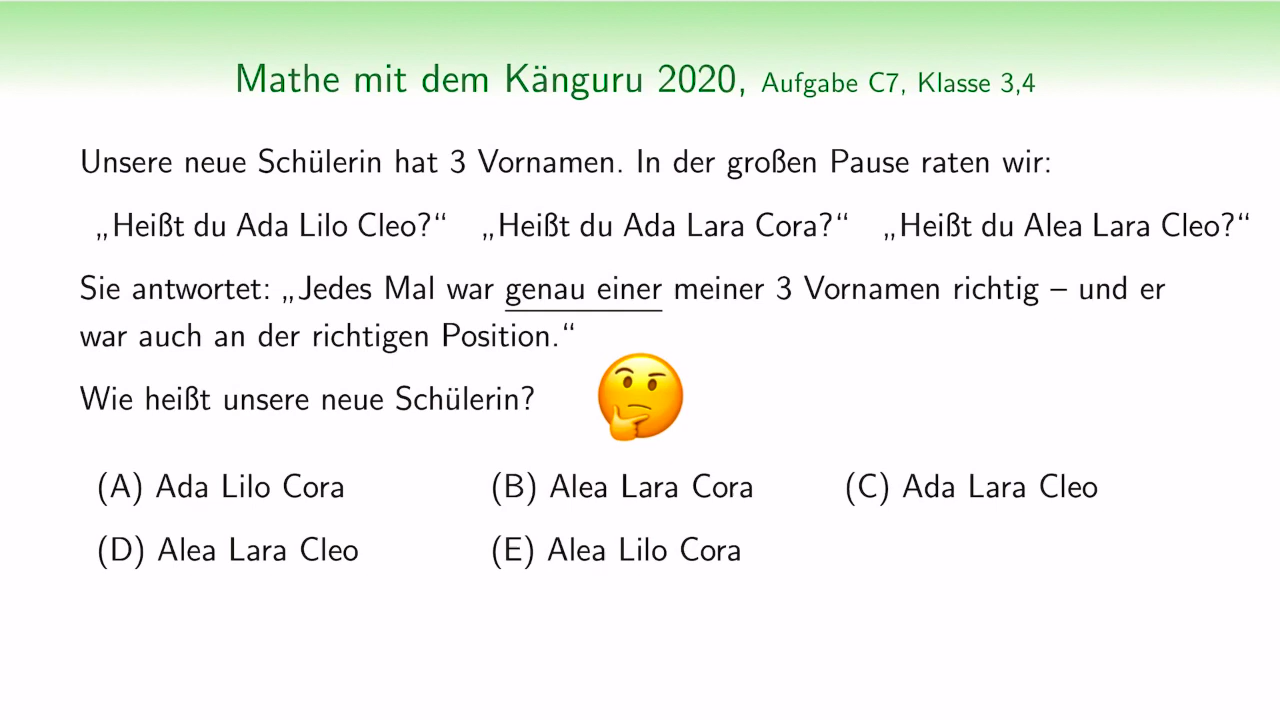 Mathe mit dem Känguru 2020, Aufgabe C7, Klasse 3,4
Unsere neue Schülerin hat 3 Vornamen. In der großen Pause raten wir:
„Heißt du Ada Lilo Cleo?“ „Heißt du Ada Lara Cora?“ „Heißt du Alea Lara Cleo?“
Sie antwortet: „Jedes Mal war genau einer meiner 3 Vornamen richtig – und er
war auch an der richtigen Position.“
Wie heißt unsere neue Schülerin?
(A) Ada Lilo Cora (B) Alea Lara Cora (C) Ada Lara Cleo
(D) Alea Lara Cleo (E) Alea Lilo Cora